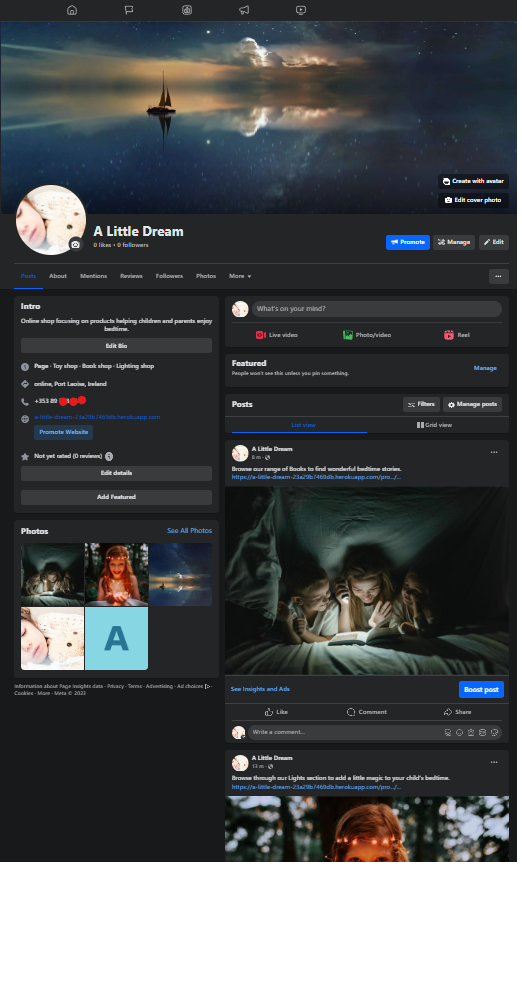 Create with avatar
Edit cover photo
A Little Dream
0 likes • 0 followers
Promote
Manage
Edit
Posts
About
Mentions
Reviews
Followers
Photos
More
Intro
Online shop focusing on products helping children and parents enjoy
bedtime.
Edit Bio
Page · Toy shop · Book shop · Lighting shop
online, Port Laoise, Ireland
+353 89
a-little-dream-23a29b7469db.herokuapp.com
Promote Website
Not yet rated (0 reviews)
Edit details
Add Featured
Photos
See All Photos
A
Information about Page Insights data · Privacy · Terms · Advertising · Ad choices
Cookies · More · Meta © 2023
What's on your mind?
Live video
Photo/video
Reel
Featured
People won't see this unless you pin something.
Manage
Posts
Filters
Manage posts
List view
Grid view
A Little Dream
8 m
Browse our range of Books to find wonderful bedtime stories.
https://a-little-dream-23a29b7469db.herokuapp.com/pro.../...
See Insights and Ads
Boost post
Like
Comment
Share
Write a comment...
A Little Dream
13 m
Browse through our Lights section to add a little magic to your child's bedtime.
https://a-little-dream-23a29b7469db.herokuapp.com/pro.../...